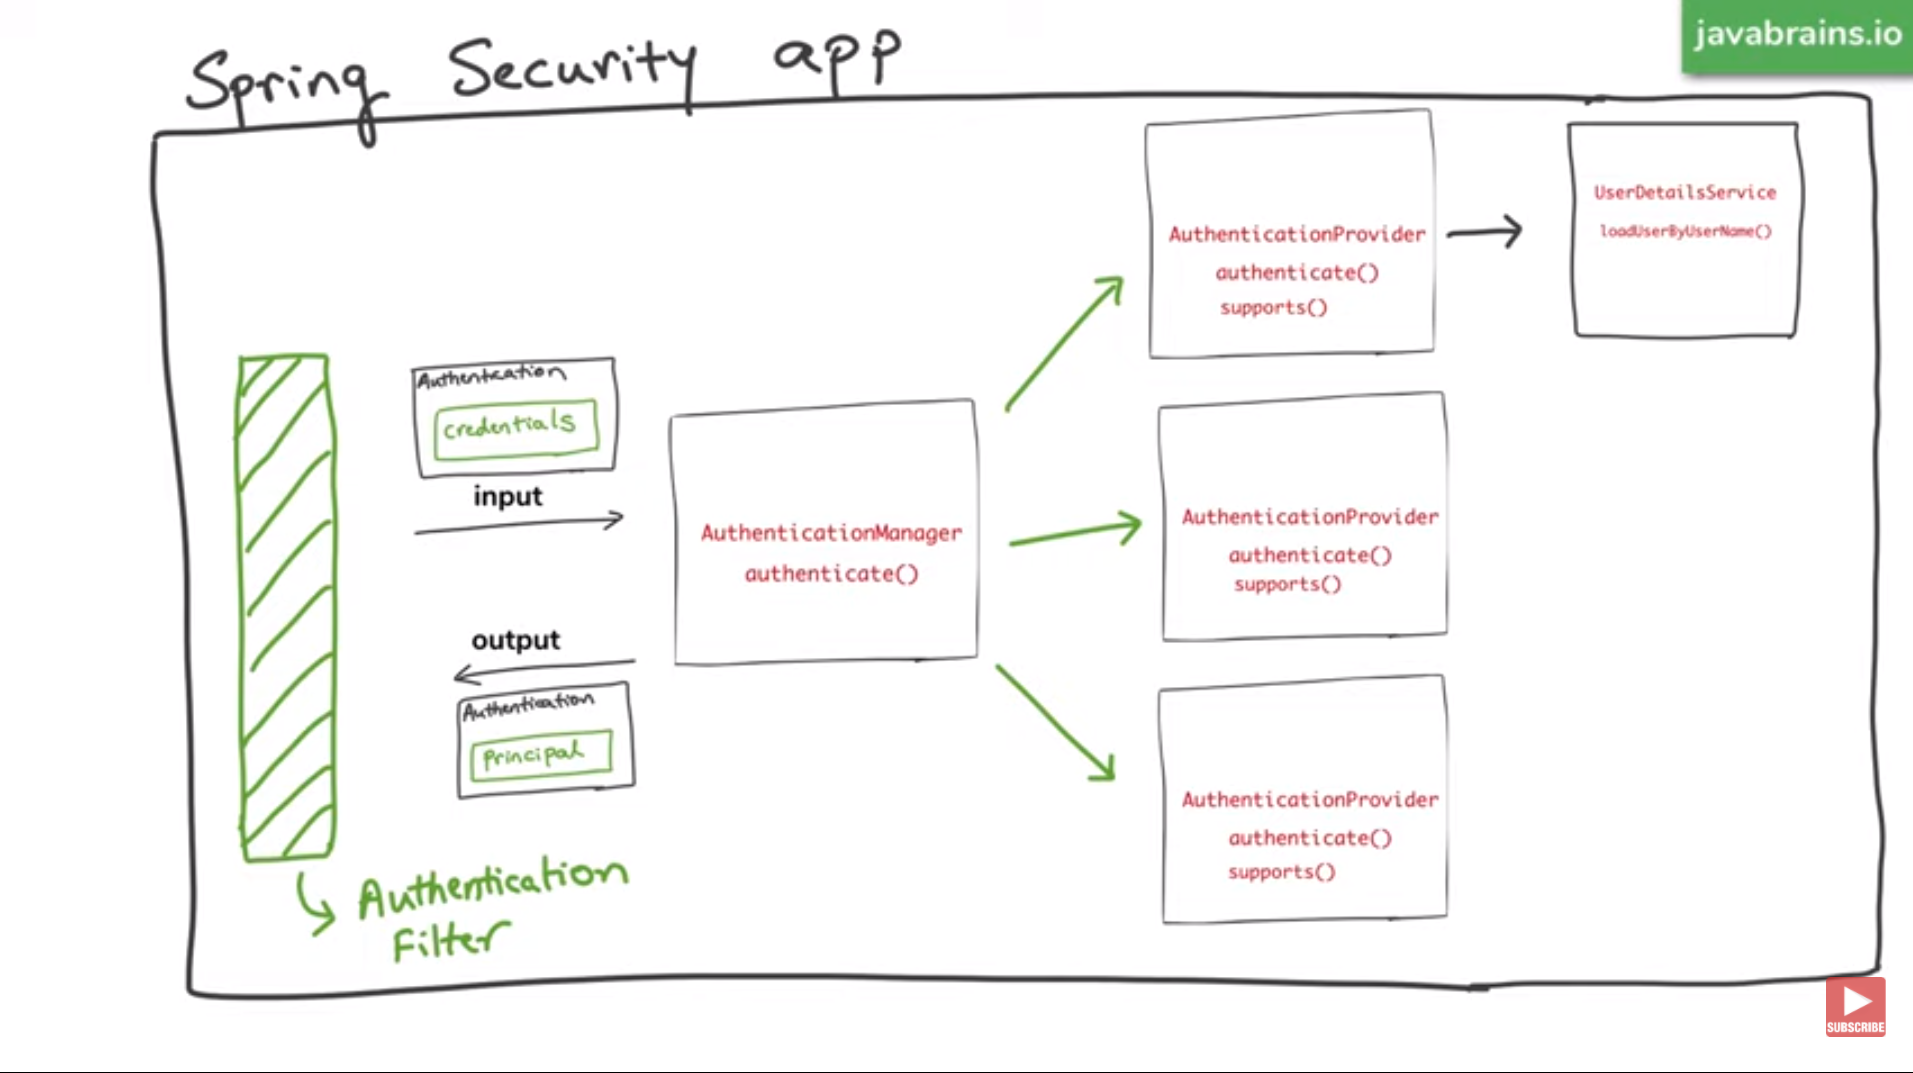 Spring Security app
javabrains.io
Authentication
credentials
input
output
Authentication
Principal
Authentication
Filter
AuthenticationManager
authenticate()
AuthenticationProvider
authenticate()
supports()
UserDetailsService
loadUserByUserName()
AuthenticationProvider
authenticate()
supports()
AuthenticationProvider
authenticate()
supports()
SUBSCRIBE